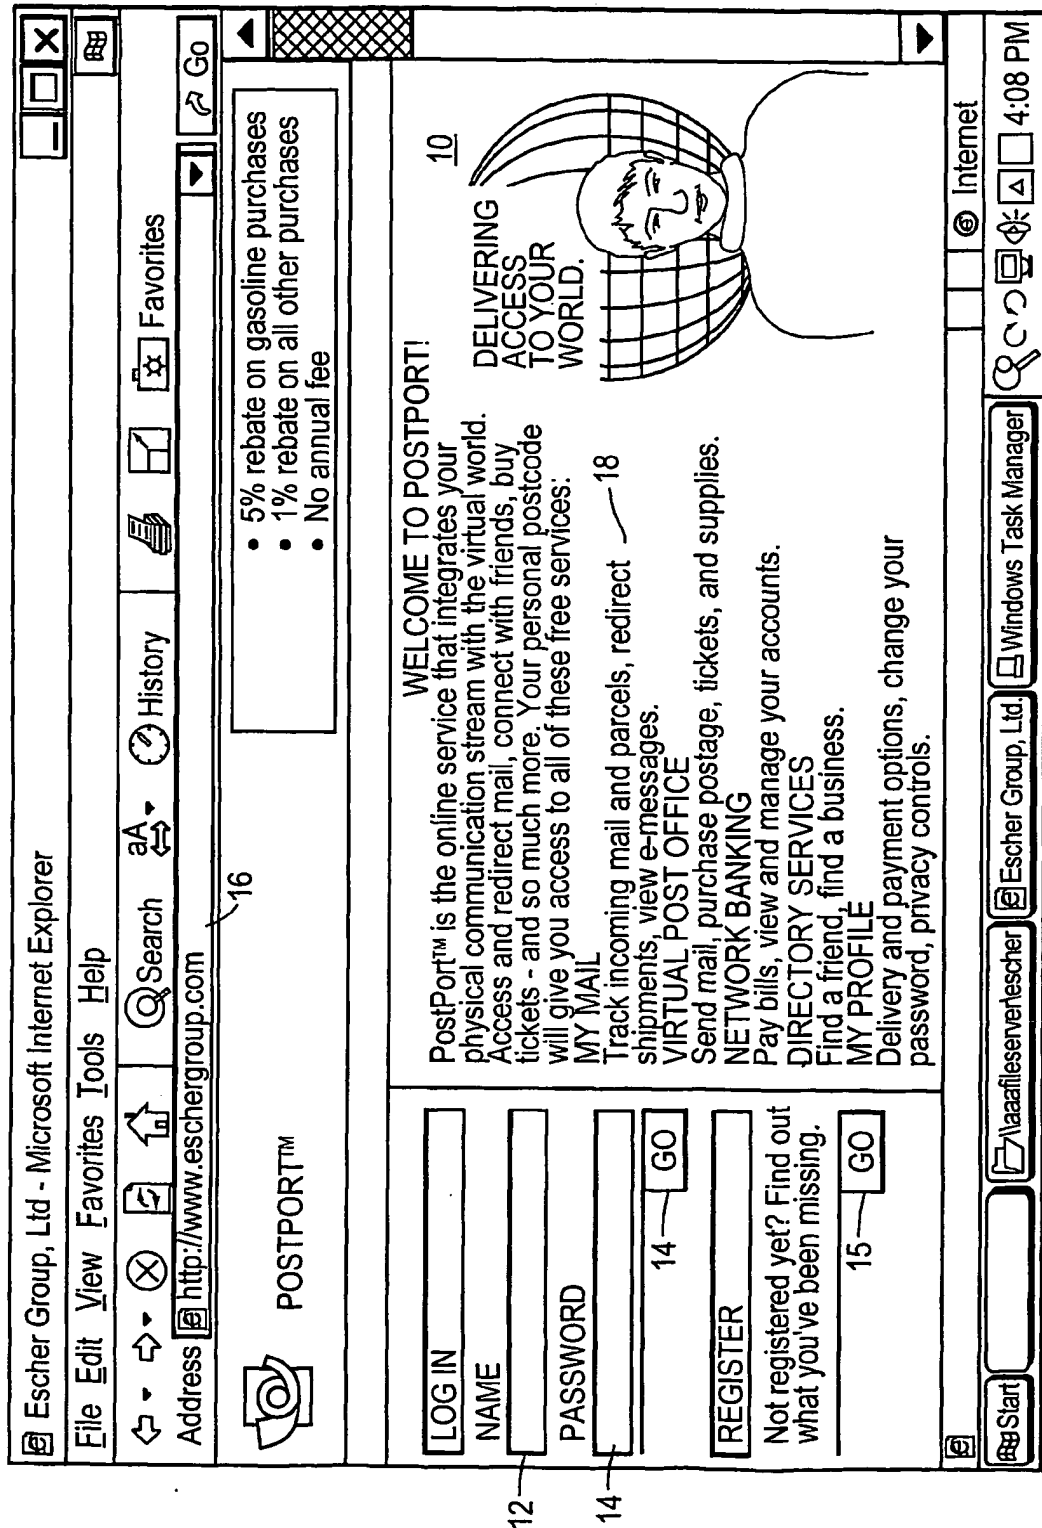 Escher Group, Ltd - Microsoft Internet Explorer
File Edit View Favorites Tools Help
Search aA History Favorites
Address http://www.eschergroup.com Go
16
POSTPORT™
• 5% rebate on gasoline purchases
• 1% rebate on all other purchases
• No annual fee
LOG IN
NAME
12
PASSWORD
14
14
GO
REGISTER
Not registered yet? Find out
what you've been missing.
15
GO
WELCOME TO POSTPORT!
PostPort™ is the online service that integrates your
physical communication stream with the virtual world.
Access and redirect mail, connect with friends, buy
tickets - and so much more. Your personal postcode
will give you access to all of these free services:
MY MAIL
Track incoming mail and parcels, redirect
18
shipments, view e-messages.
VIRTUAL POST OFFICE
Send mail, purchase postage, tickets, and supplies.
NETWORK BANKING
Pay bills, view and manage your accounts.
DIRECTORY SERVICES
Find a friend, find a business.
MY PROFILE
Delivery and payment options, change your
password, privacy controls.
10
DELIVERING
ACCESS
TO YOUR
WORLD.
Internet
Start \\aaafileserver\escher Escher Group, Ltd. Windows Task Manager 4:08 PM